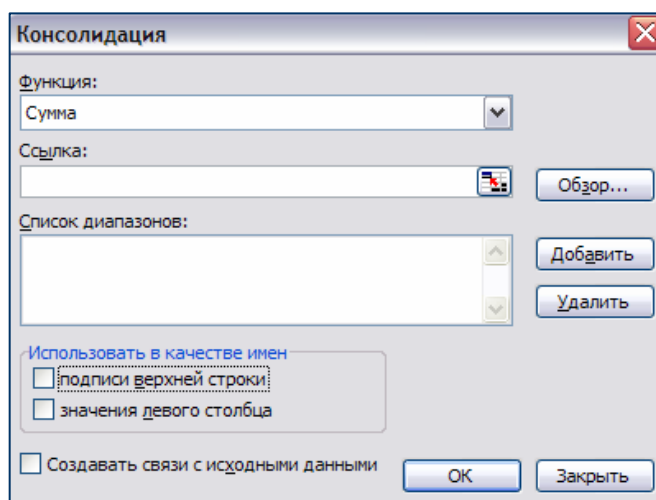 Консолидация
Функция:
Сумма
Ссылка:
Обзор...
Список диапазонов:
Добавить
Удалить
Использовать в качестве имен
подписи верхней строки
значения левого столбца
Создавать связи с исходными данными
ОК
Закрыть